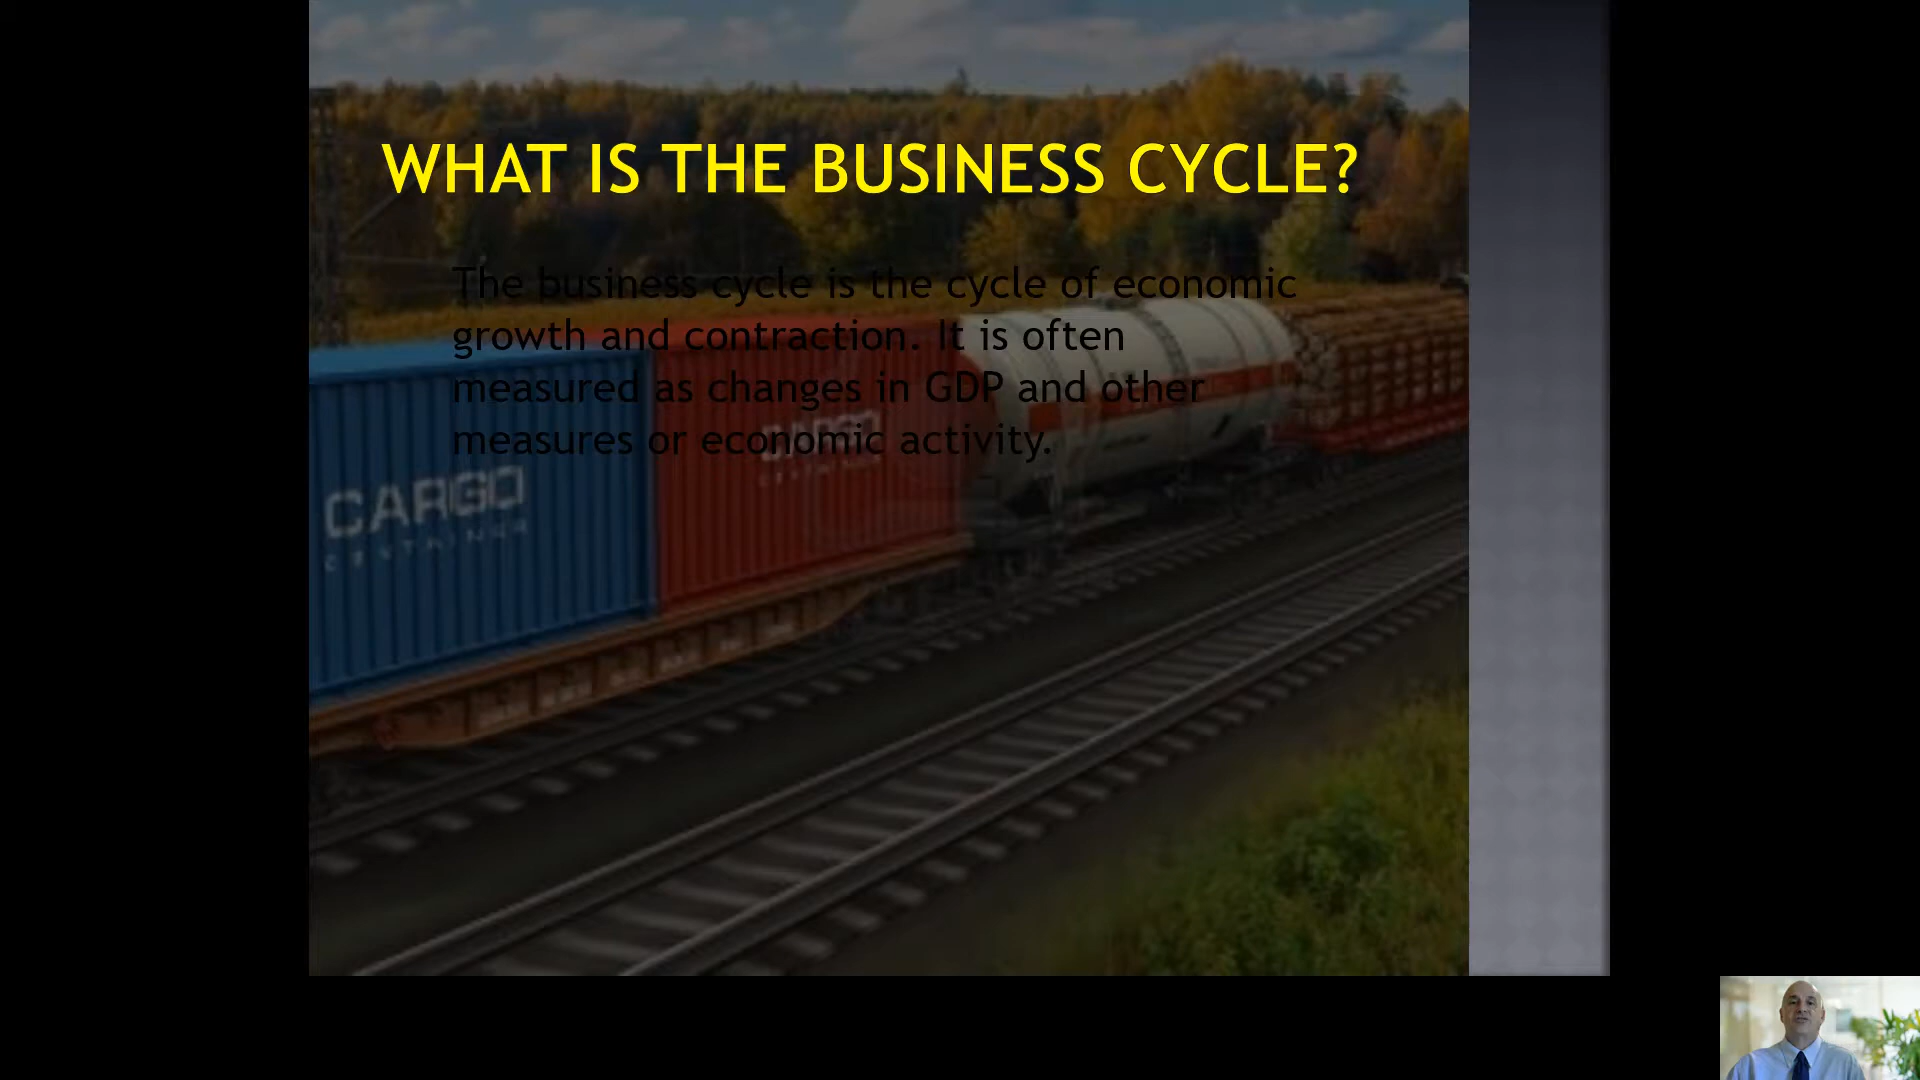 WHAT IS THE BUSINESS CYCLE?
The business cycle is the cycle of economic
growth and contraction. It is often
measured as changes in GDP and other
measures or economic activity.
CARGO
CARGO